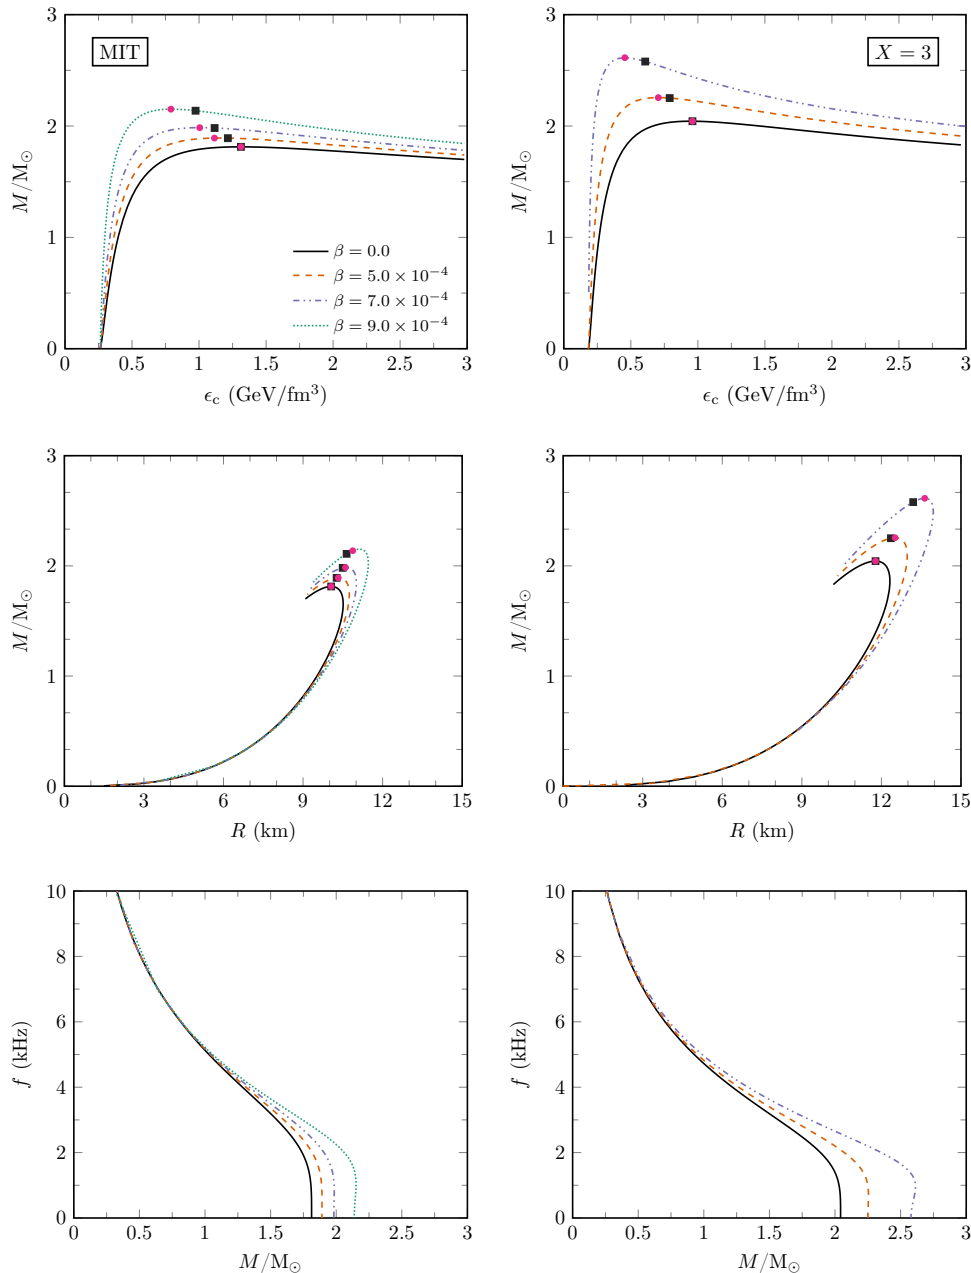 3
2
1
0
M/M⊙
MIT
β = 0.0
β = 5.0 × 10⁻⁴
β = 7.0 × 10⁻⁴
β = 9.0 × 10⁻⁴
0 0.5 1 1.5 2 2.5 3
ϵc (GeV/fm³)
3
2
1
0
M/M⊙
X = 3
0 0.5 1 1.5 2 2.5 3
ϵc (GeV/fm³)
3
2
1
0
M/M⊙
0 3 6 9 12 15
R (km)
3
2
1
0
M/M⊙
0 3 6 9 12 15
R (km)
10
8
6
4
2
0
f (kHz)
0 0.5 1 1.5 2 2.5 3
M/M⊙
10
8
6
4
2
0
f (kHz)
0 0.5 1 1.5 2 2.5 3
M/M⊙